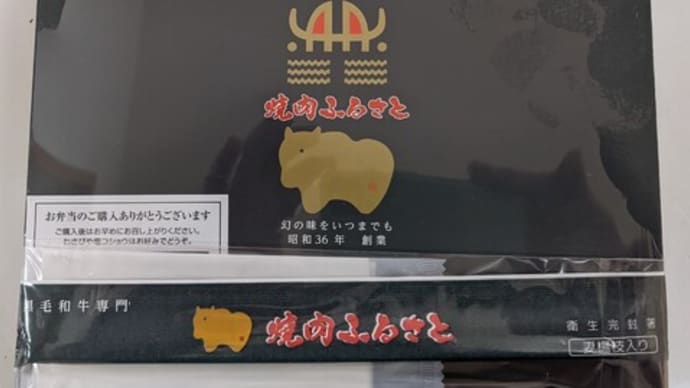 焼肉ふるさと
幻の味をいつまでも
昭和36年 創業
お弁当のご購入ありがとうございます
ご購入後はお早めにお召し上がりください。
わさびや塩コショウはお好みでどうぞ。
黒毛和牛専門
焼肉ふるさと
衛生完封箸
妻楊枝入り